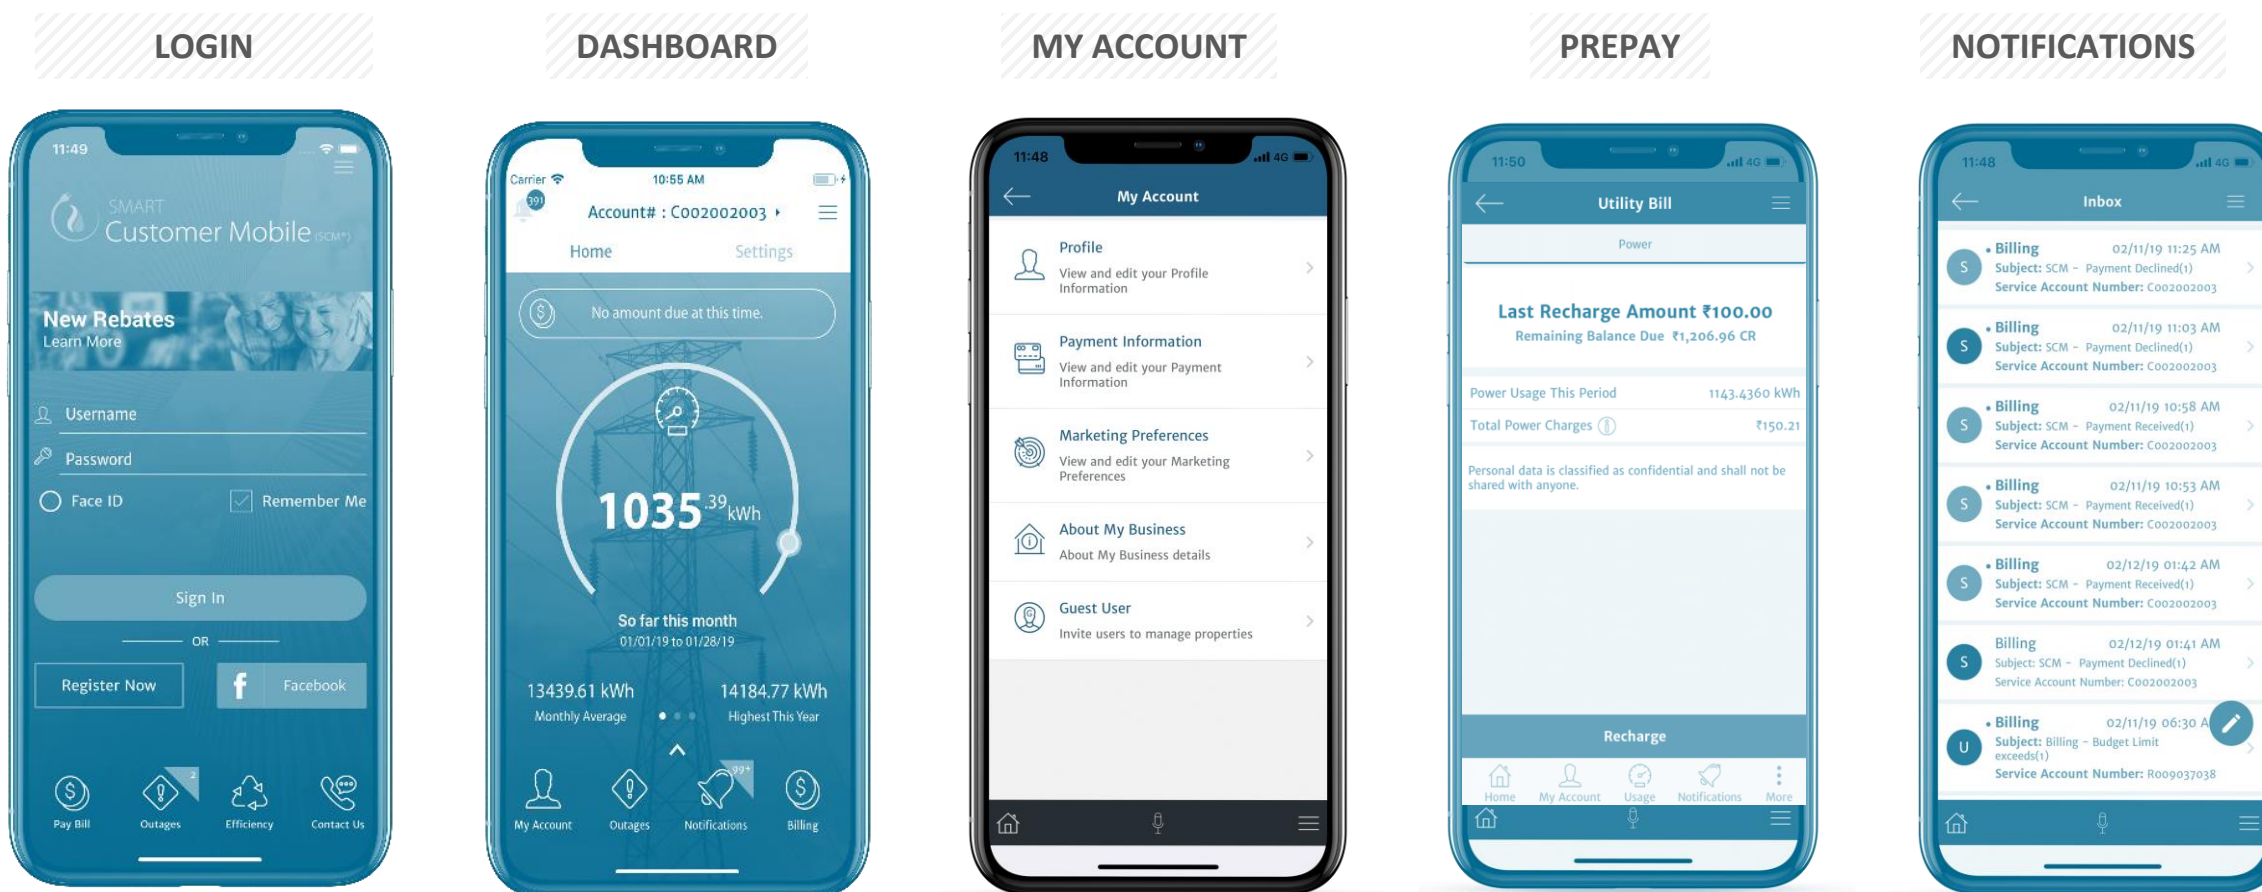 LOGIN
DASHBOARD
MY ACCOUNT
PREPAY
NOTIFICATIONS
11:49
SMART
Customer Mobile (SCM®)
New Rebates
Learn More
Username
Password
Face ID
Remember Me
Sign In
OR
Register Now
f Facebook
2
Pay Bill
Outages
Efficiency
Contact Us
Carrier
10:55 AM
391
Account# : C002002003
Home
Settings
No amount due at this time.
1035.39 kWh
So far this month
01/01/19 to 01/28/19
13439.61 kWh
Monthly Average
14184.77 kWh
Highest This Year
99+
My Account
Outages
Notifications
Billing
11:48
4G
My Account
Profile
View and edit your Profile
Information
Payment Information
View and edit your Payment
Information
Marketing Preferences
View and edit your Marketing
Preferences
About My Business
About My Business details
Guest User
Invite users to manage properties
11:50
4G
Utility Bill
Power
Last Recharge Amount ₹100.00
Remaining Balance Due ₹1,206.96 CR
Power Usage This Period 1143.4360 kWh
Total Power Charges ₹150.21
Personal data is classified as confidential and shall not be
shared with anyone.
Recharge
Home
My Account
Usage
Notifications
More
11:48
4G
Inbox
S
• Billing 02/11/19 11:25 AM
Subject: SCM - Payment Declined(1)
Service Account Number: C002002003
S
• Billing 02/11/19 11:03 AM
Subject: SCM - Payment Declined(1)
Service Account Number: C002002003
S
• Billing 02/11/19 10:58 AM
Subject: SCM - Payment Received(1)
Service Account Number: C002002003
S
• Billing 02/11/19 10:53 AM
Subject: SCM - Payment Received(1)
Service Account Number: C002002003
S
• Billing 02/12/19 01:42 AM
Subject: SCM - Payment Received(1)
Service Account Number: C002002003
S
Billing 02/12/19 01:41 AM
Subject: SCM - Payment Declined(1)
Service Account Number: C002002003
U
• Billing 02/11/19 06:30 A
Subject: Billing - Budget Limit
exceeds(1)
Service Account Number: R009037038